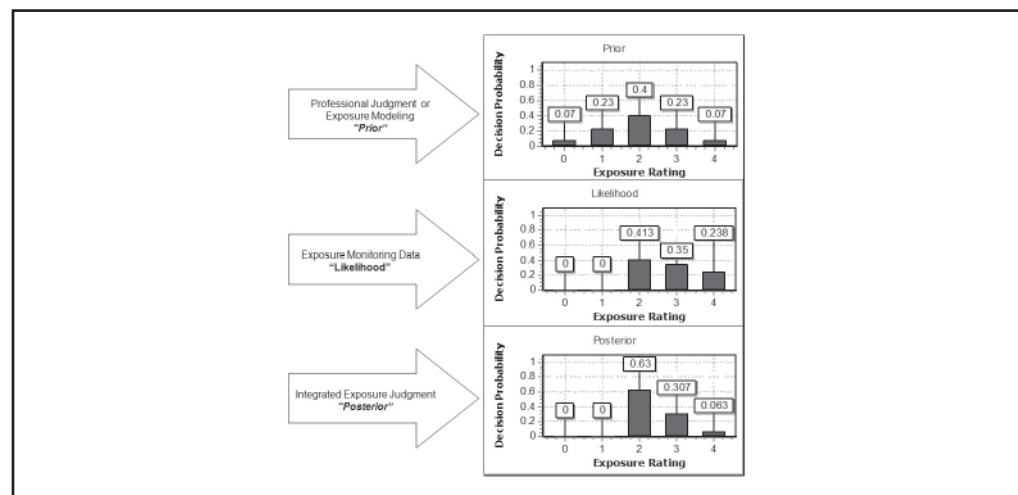 Professional Judgment or
Exposure Modeling
"Prior"
Prior
Decision Probability
1
0.8
0.6
0.4
0.2
0
0.07
0.23
0.4
0.23
0.07
0 1 2 3 4
Exposure Rating
Exposure Monitoring Data
"Likelihood"
Likelihood
Decision Probability
1
0.8
0.6
0.4
0.2
0
0
0
0.413
0.35
0.238
0 1 2 3 4
Exposure Rating
Integrated Exposure Judgment
"Posterior"
Posterior
Decision Probability
1
0.8
0.6
0.4
0.2
0
0
0
0.63
0.307
0.063
0 1 2 3 4
Exposure Rating